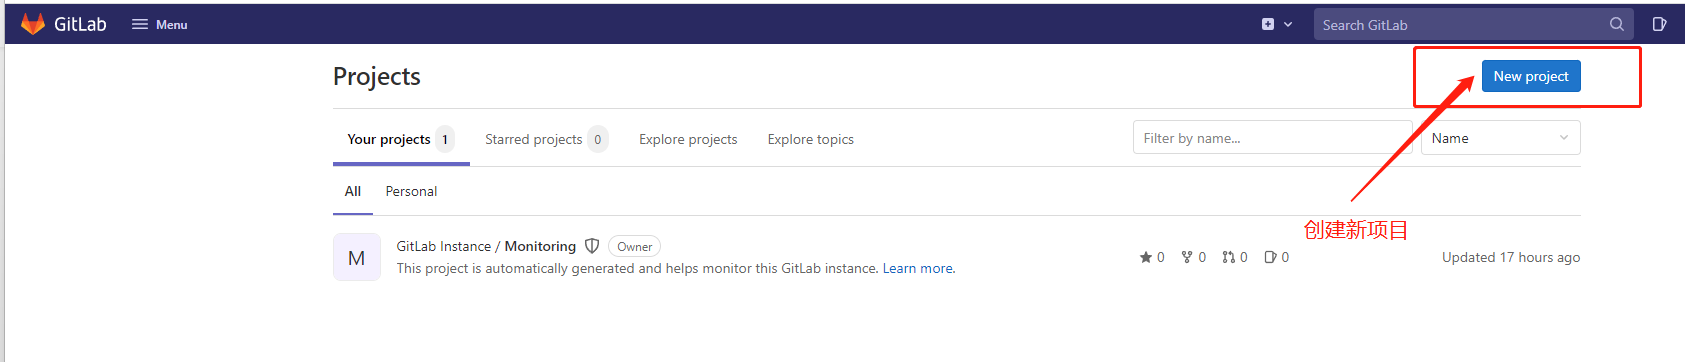 GitLab Menu Search GitLab
Projects New project
Your projects 1 Starred projects 0 Explore projects Explore topics Filter by name... Name
All Personal
创建新项目
M GitLab Instance / Monitoring Owner
This project is automatically generated and helps monitor this GitLab instance. Learn more.
0 0 0 0 Updated 17 hours ago